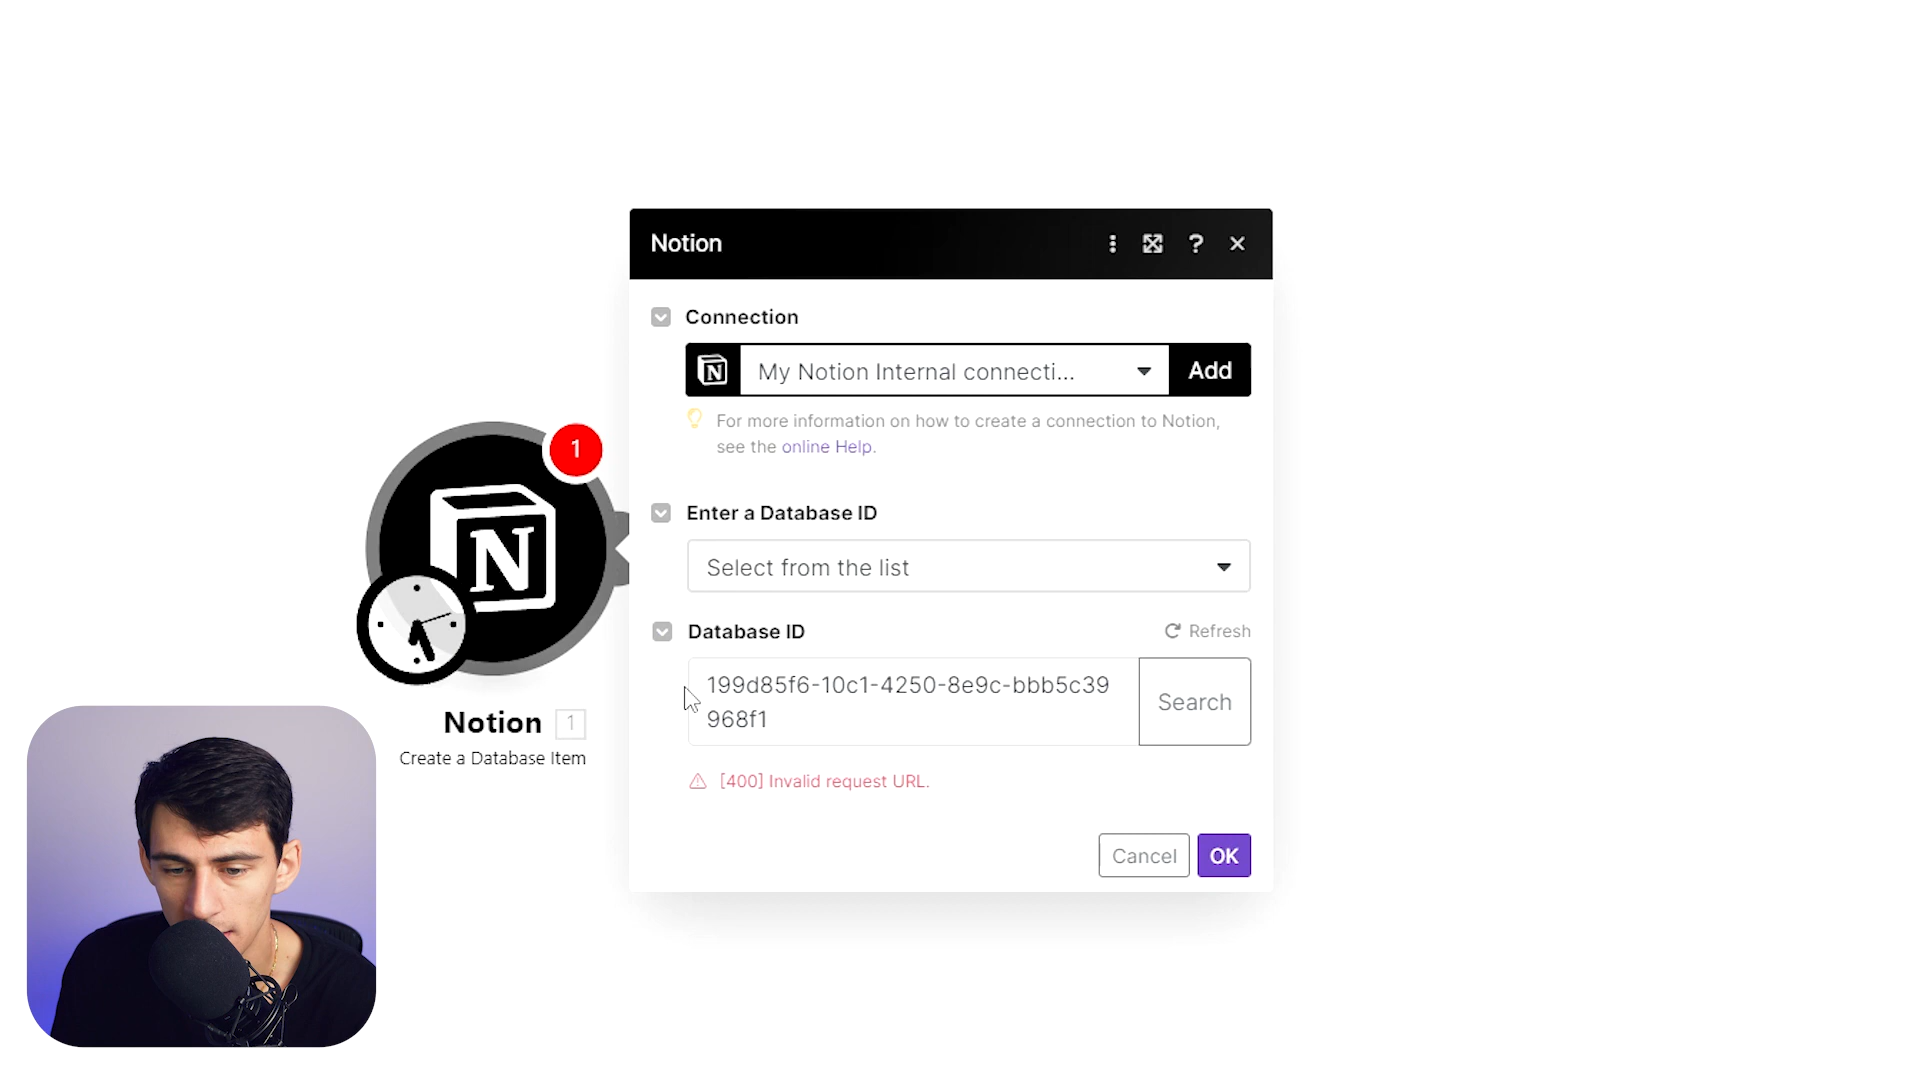 Notion
?
Connection
My Notion Internal connecti...
Add
For more information on how to create a connection to Notion,
see the online Help.
1
N
Enter a Database ID
Select from the list
Database ID
Refresh
199d85f6-10c1-4250-8e9c-bbb5c39
968f1
Search
Notion 1
Create a Database Item
[400] Invalid request URL.
Cancel
OK